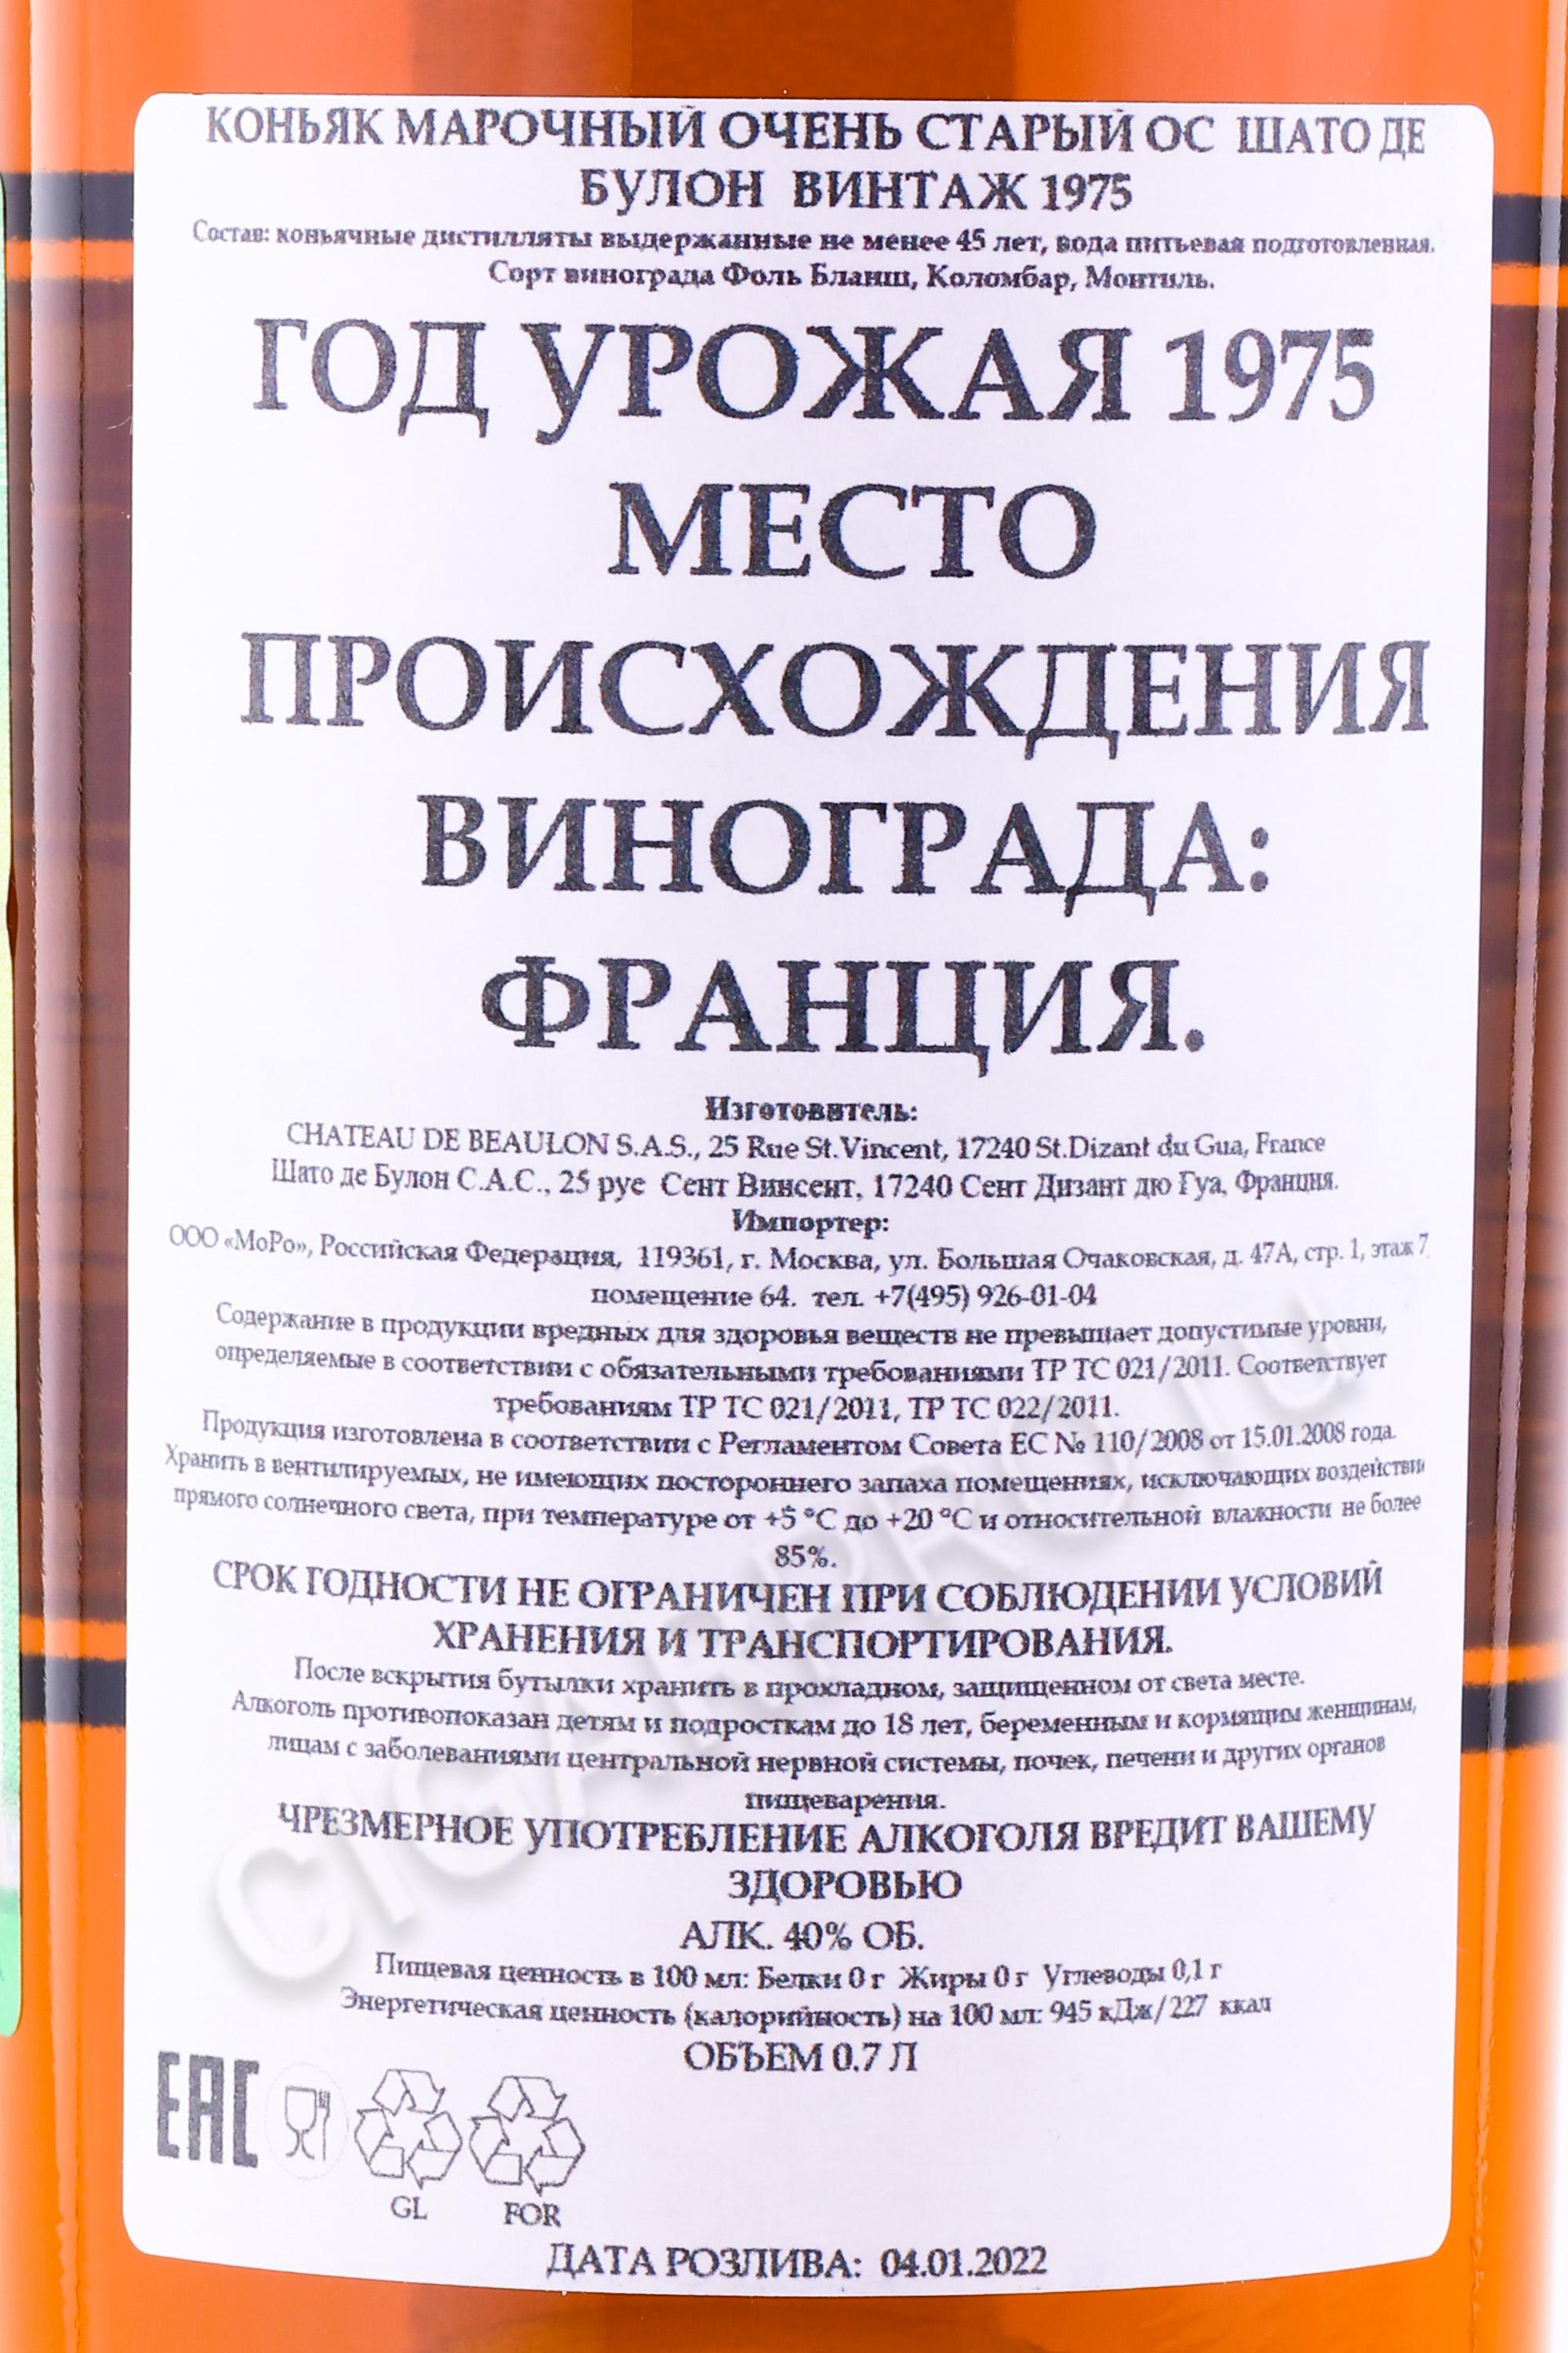 КОНЬЯК МАРОЧНЫЙ ОЧЕНЬ СТАРЫЙ ОС ШАТО ДЕ
БУЛОН ВИНТАЖ 1975
Состав: коньячные дистилляты выдержанные не менее 45 лет, вода питьевая подготовленная.
Сорт винограда Фоль Бланш, Коломбар, Монтиль.
ГОД УРОЖАЯ 1975
МЕСТО
ПРОИСХОЖДЕНИЯ
ВИНОГРАДА:
ФРАНЦИЯ.
Изготовитель:
CHATEAU DE BEAULON S.A.S., 25 Rue St.Vincent, 17240 St.Dizant du Gua, France
Шато де Булон С.А.С., 25 руе Сент Винсент, 17240 Сент Дизант дю Гуа, Франция.
Импортер:
ООО «МоРо», Российская Федерация, 119361, г. Москва, ул. Большая Очаковская, д. 47А, стр. 1, этаж 7
помещение 64. тел. +7(495) 926-01-04
Содержание в продукции вредных для здоровья веществ не превышает допустимые уровни,
определяемые в соответствии с обязательными требованиями ТР ТС 021/2011. Соответствует
требованиям ТР ТС 021/2011, ТР ТС 022/2011.
Продукция изготовлена в соответствии с Регламентом Совета ЕС № 110/2008 от 15.01.2008 года.
Хранить в вентилируемых, не имеющих постороннего запаха помещениях, исключающих воздействи
прямого солнечного света, при температуре от +5 °С до +20 °С и относительной влажности не более
85%.
СРОК ГОДНОСТИ НЕ ОГРАНИЧЕН ПРИ СОБЛЮДЕНИИ УСЛОВИЙ
ХРАНЕНИЯ И ТРАНСПОРТИРОВАНИЯ.
После вскрытия бутылки хранить в прохладном, защищенном от света месте.
Алкоголь противопоказан детям и подросткам до 18 лет, беременным и кормящим женщинам,
лицам с заболеваниями центральной нервной системы, почек, печени и других органов
пищеварения.
ЧРЕЗМЕРНОЕ УПОТРЕБЛЕНИЕ АЛКОГОЛЯ ВРЕДИТ ВАШЕМУ
ЗДОРОВЬЮ
АЛК. 40% ОБ.
Пищевая ценность в 100 мл: Белки 0 г Жиры 0 г Углеводы 0,1 г
Энергетическая ценность (калорийность) на 100 мл: 945 кДж/227 ккал
ОБЪЕМ 0.7 Л
EAC
GL FOR
ДАТА РОЗЛИВА: 04.01.2022
CIGARPRO.ru